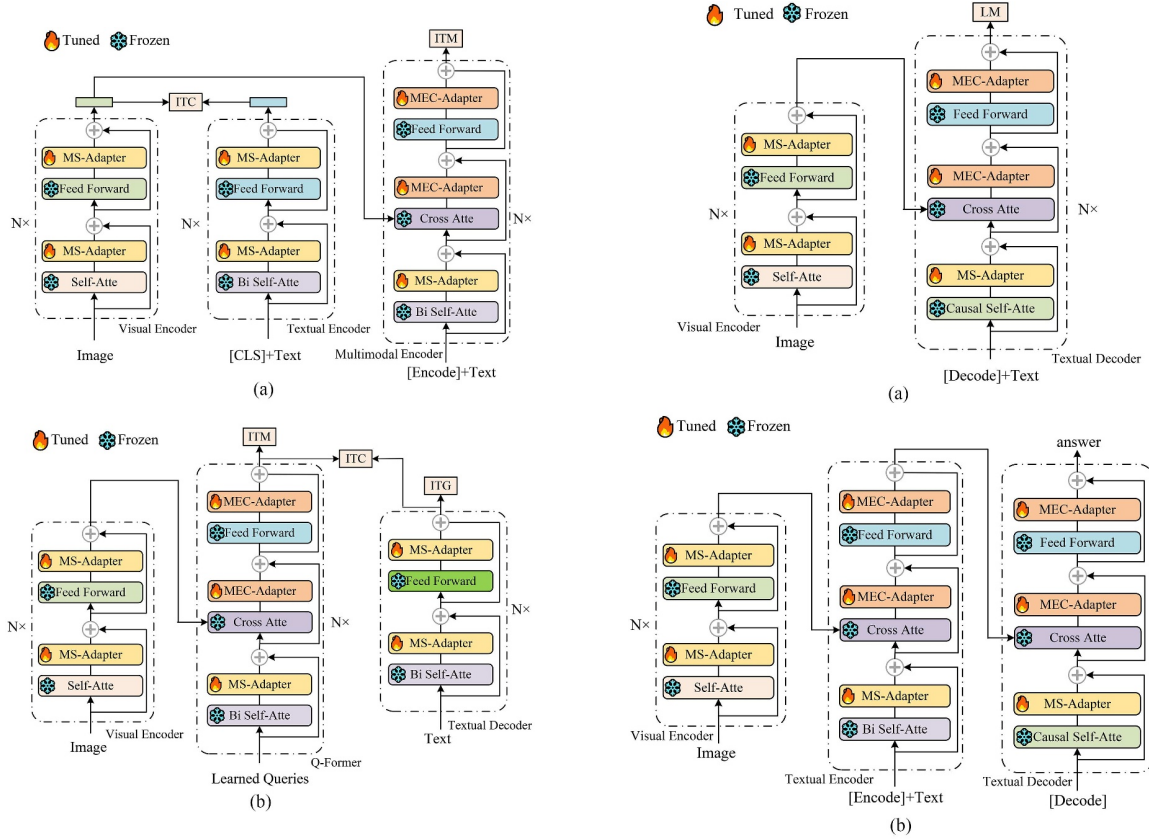 Tuned Frozen
ITM
MEC-Adapter
Feed Forward
ITC
MS-Adapter
MS-Adapter
MEC-Adapter
Feed Forward
Feed Forward
Cross Atte
N×
N×
N×
MS-Adapter
MS-Adapter
MS-Adapter
Self-Atte
Bi Self-Atte
Bi Self-Atte
Visual Encoder
Textual Encoder
Multimodal Encoder
Image
[CLS]+Text
[Encode]+Text
(a)
Tuned Frozen
LM
MEC-Adapter
Feed Forward
MS-Adapter
Feed Forward
MEC-Adapter
Cross Atte
N×
N×
MS-Adapter
Self-Atte
MS-Adapter
Causal Self-Atte
Visual Encoder
Image
Textual Decoder
[Decode]+Text
(a)
Tuned Frozen
ITM
ITC
ITG
MEC-Adapter
Feed Forward
MS-Adapter
MS-Adapter
Feed Forward
Feed Forward
MEC-Adapter
Cross Atte
N×
N×
N×
MS-Adapter
MS-Adapter
MS-Adapter
Self-Atte
Bi Self-Atte
Bi Self-Atte
Visual Encoder
Image
Textual Decoder
Text
Q-Former
Learned Queries
(b)
Tuned Frozen
answer
MEC-Adapter
MEC-Adapter
Feed Forward
Feed Forward
MS-Adapter
Feed Forward
MEC-Adapter
MEC-Adapter
Cross Atte
Cross Atte
N×
N×
MS-Adapter
MS-Adapter
MS-Adapter
Self-Atte
Bi Self-Atte
Causal Self-Atte
Visual Encoder
Image
Textual Encoder
Textual Decoder
[Encode]+Text
[Decode]
(b)